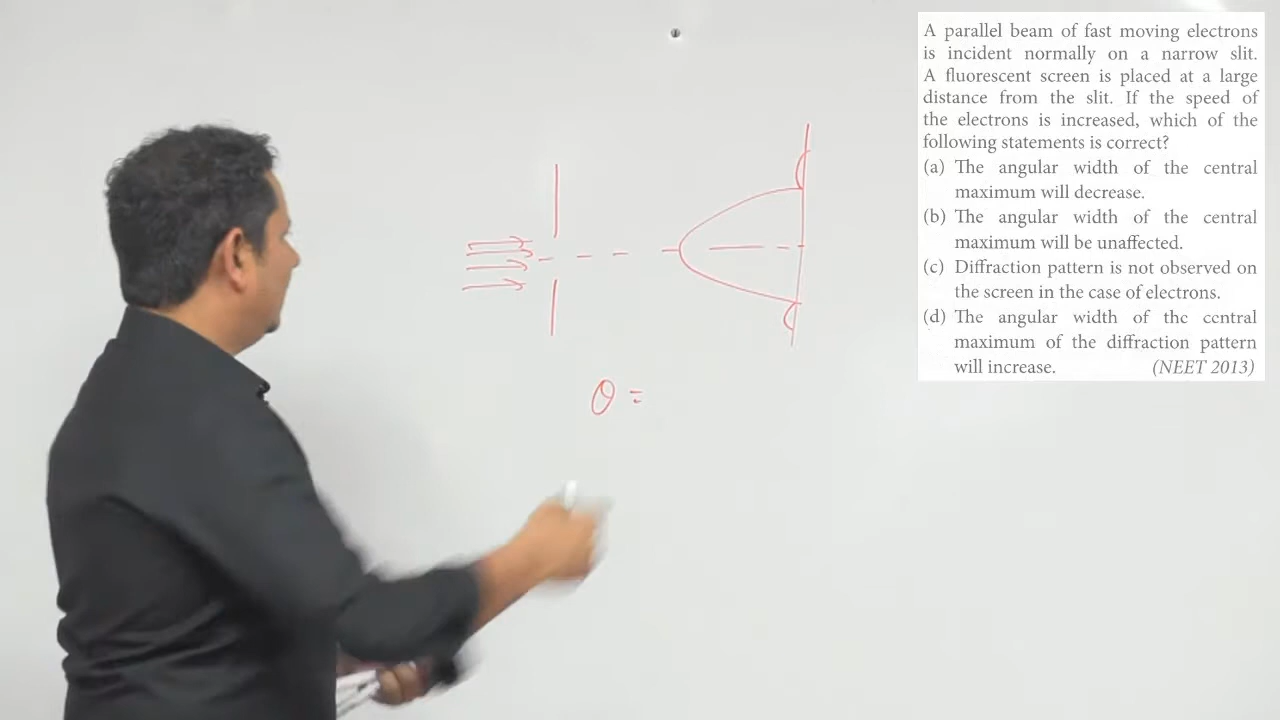 A parallel beam of fast moving electrons
is incident normally on a narrow slit.
A fluorescent screen is placed at a large
distance from the slit. If the speed of
the electrons is increased, which of the
following statements is correct?
(a) The angular width of the central
maximum will decrease.
(b) The angular width of the central
maximum will be unaffected.
(c) Diffraction pattern is not observed on
the screen in the case of electrons.
(d) The angular width of the central
maximum of the diffraction pattern
will increase. (NEET 2013)
θ =